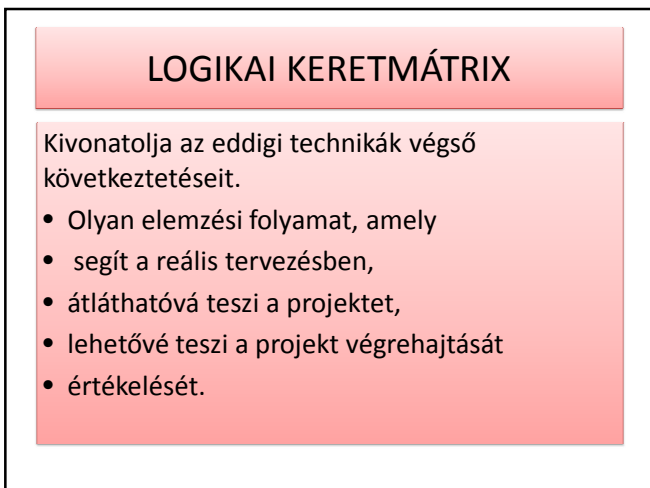 LOGIKAI KERETMÁTRIX
Kivonatolja az eddigi technikák végső
következtetéseit.
• Olyan elemzési folyamat, amely
• segít a reális tervezésben,
• átláthatóvá teszi a projektet,
• lehetővé teszi a projekt végrehajtását
• értékelését.